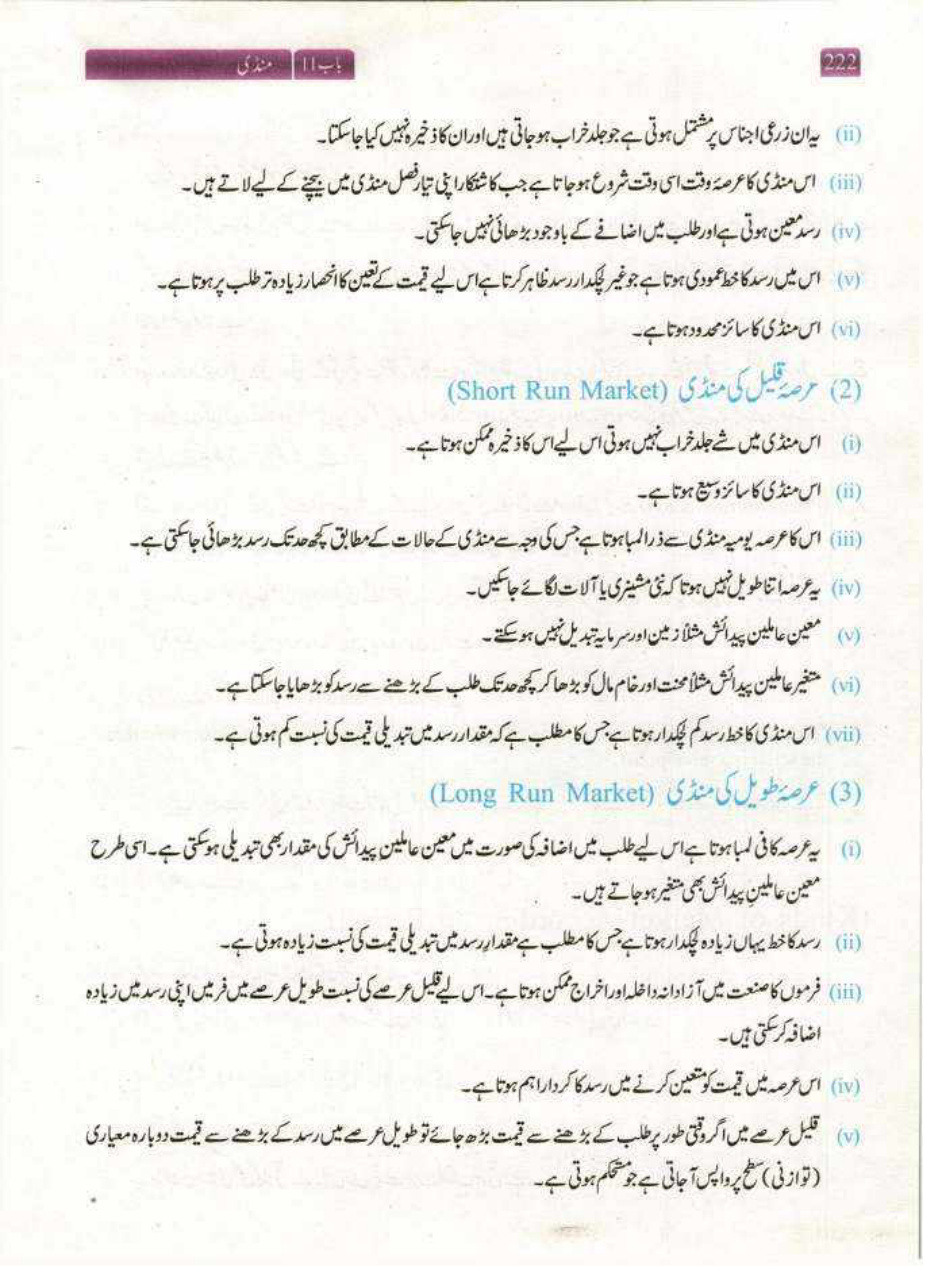 222
باب 11 منڈی
(ii) یہ ان زرعی اجناس پر مشتمل ہوتی ہے جو جلد خراب ہو جاتی ہیں اور ان کا ذخیرہ نہیں کیا جا سکتا۔
(iii) اس منڈی کا عرصۂ وقت اسی وقت شروع ہو جاتا ہے جب کاشتکار اپنی تیار فصل منڈی میں بیچنے کے لیے لاتے ہیں۔
(iv) رسد معین ہوتی ہے اور طلب میں اضافے کے باوجود بڑھائی نہیں جا سکتی۔
(v) اس میں رسد کا خط عمودی ہوتا ہے جو غیر لچکدار رسد ظاہر کرتا ہے اس لیے قیمت کے تعین کا انحصار زیادہ تر طلب پر ہوتا ہے۔
(vi) اس منڈی کا سائز محدود ہوتا ہے۔
(2) عرصۂ قلیل کی منڈی (Short Run Market)
(i) اس منڈی میں شے جلد خراب نہیں ہوتی اس لیے اس کا ذخیرہ ممکن ہوتا ہے۔
(ii) اس منڈی کا سائز وسیع ہوتا ہے۔
(iii) اس کا عرصہ یومیہ منڈی سے ذرا لمبا ہوتا ہے جس کی وجہ سے منڈی کے حالات کے مطابق کچھ حد تک رسد بڑھائی جا سکتی ہے۔
(iv) یہ عرصہ اتنا طویل نہیں ہوتا کہ نئی مشینری یا آلات لگائے جا سکیں۔
(v) معین عاملین پیدائش مثلاً زمین اور سرمایہ تبدیل نہیں ہو سکتے۔
(vi) متغیر عاملین پیدائش مثلاً محنت اور خام مال کو بڑھا کر کچھ حد تک طلب کے بڑھنے سے رسد کو بڑھایا جا سکتا ہے۔
(vii) اس منڈی کا خط رسد کم لچکدار ہوتا ہے جس کا مطلب ہے کہ مقدار رسد میں تبدیلی قیمت کی نسبت کم ہوتی ہے۔
(3) عرصۂ طویل کی منڈی (Long Run Market)
(i) یہ عرصہ کافی لمبا ہوتا ہے اس لیے طلب میں اضافہ کی صورت میں معین عاملین پیدائش کی مقدار بھی تبدیلی ہو سکتی ہے۔ اسی طرح
معین عاملینِ پیدائش بھی متغیر ہو جاتے ہیں۔
(ii) رسد کا خط یہاں زیادہ لچکدار ہوتا ہے جس کا مطلب ہے مقدارِ رسد میں تبدیلی قیمت کی نسبت زیادہ ہوتی ہے۔
(iii) فرموں کا صنعت میں آزادانہ داخلہ اور اخراج ممکن ہوتا ہے۔ اس لیے قلیل عرصے کی نسبت طویل عرصے میں فرمیں اپنی رسد میں زیادہ
اضافہ کر سکتی ہیں۔
(iv) اس عرصہ میں قیمت کو متعین کرنے میں رسد کا کردار اہم ہوتا ہے۔
(v) قلیل عرصے میں اگر وقتی طور پر طلب کے بڑھنے سے قیمت بڑھ جائے تو طویل عرصے میں رسد کے بڑھنے سے قیمت دوبارہ معیاری
(توازنی) سطح پر واپس آ جاتی ہے جو مستحکم ہوتی ہے۔